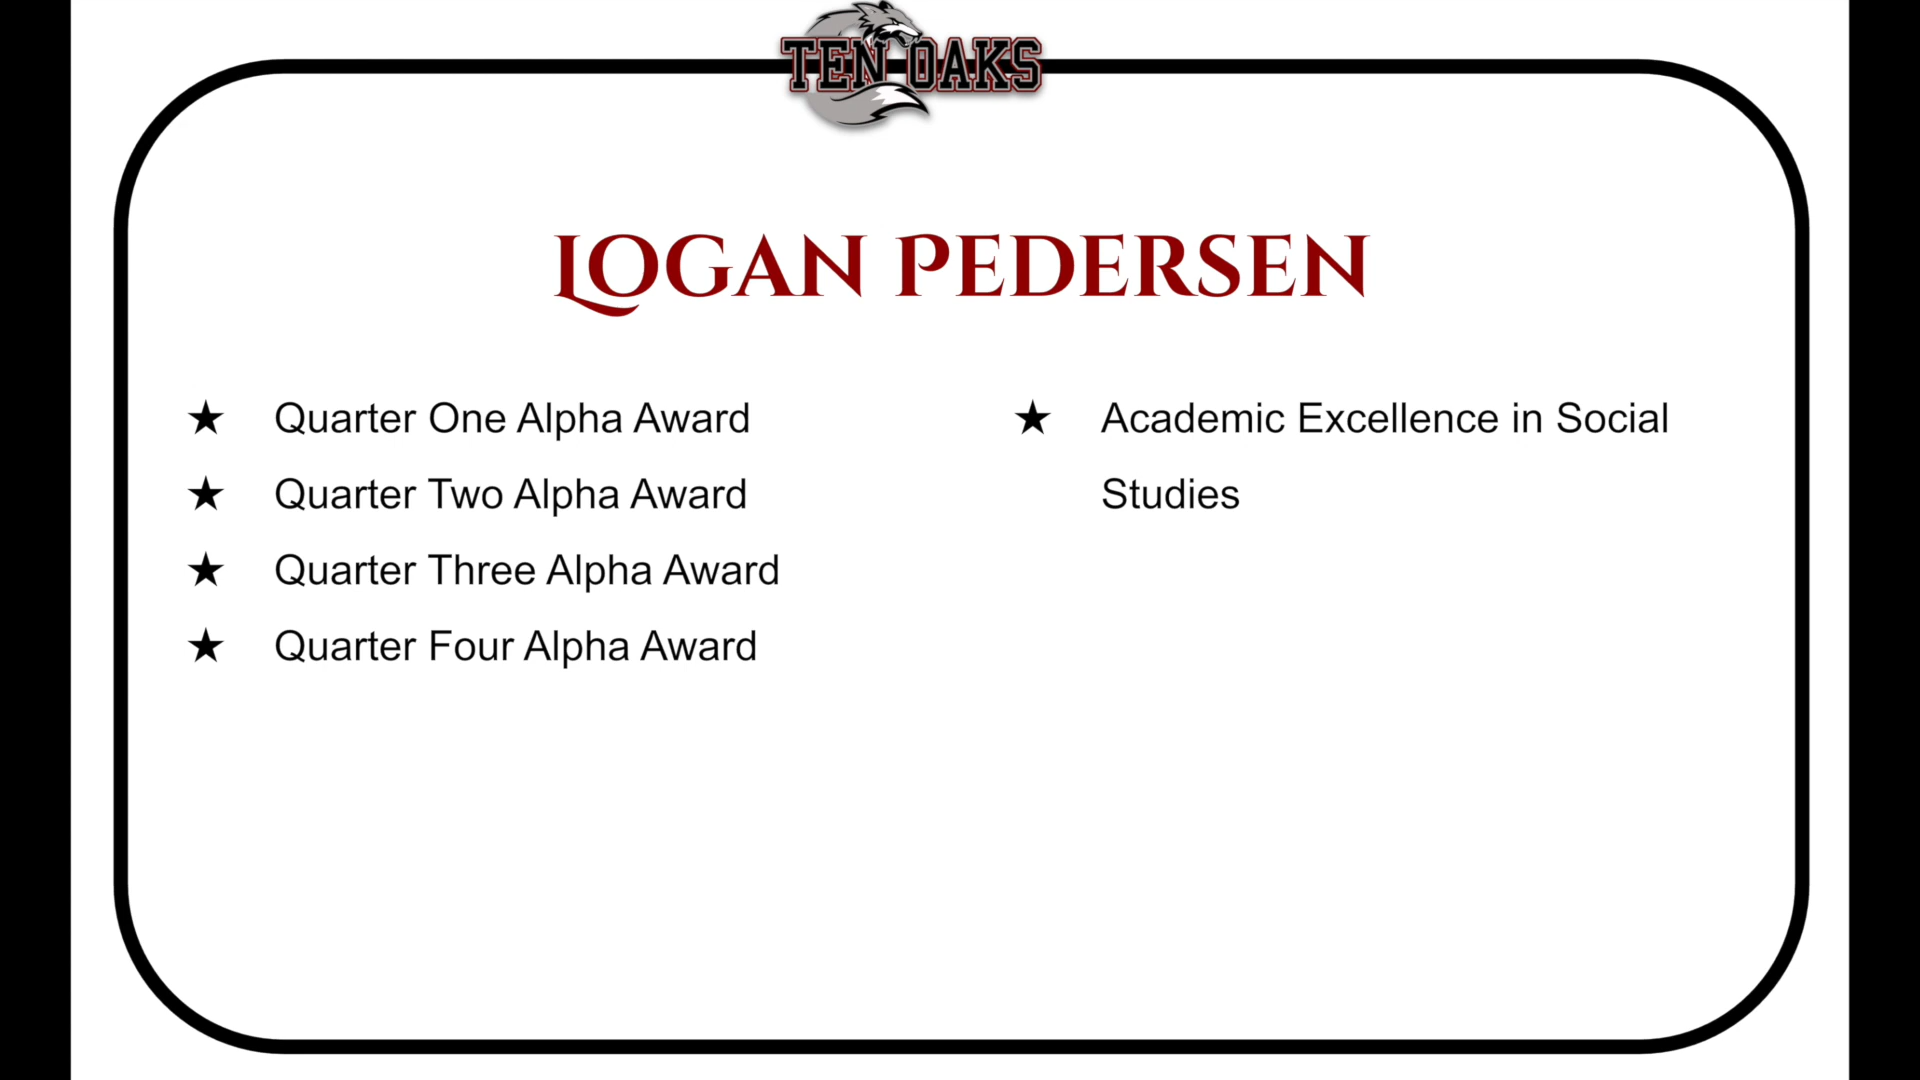 TEN OAKS
LOGAN PEDERSEN
★ Quarter One Alpha Award
★ Quarter Two Alpha Award
★ Quarter Three Alpha Award
★ Quarter Four Alpha Award
★ Academic Excellence in Social
Studies